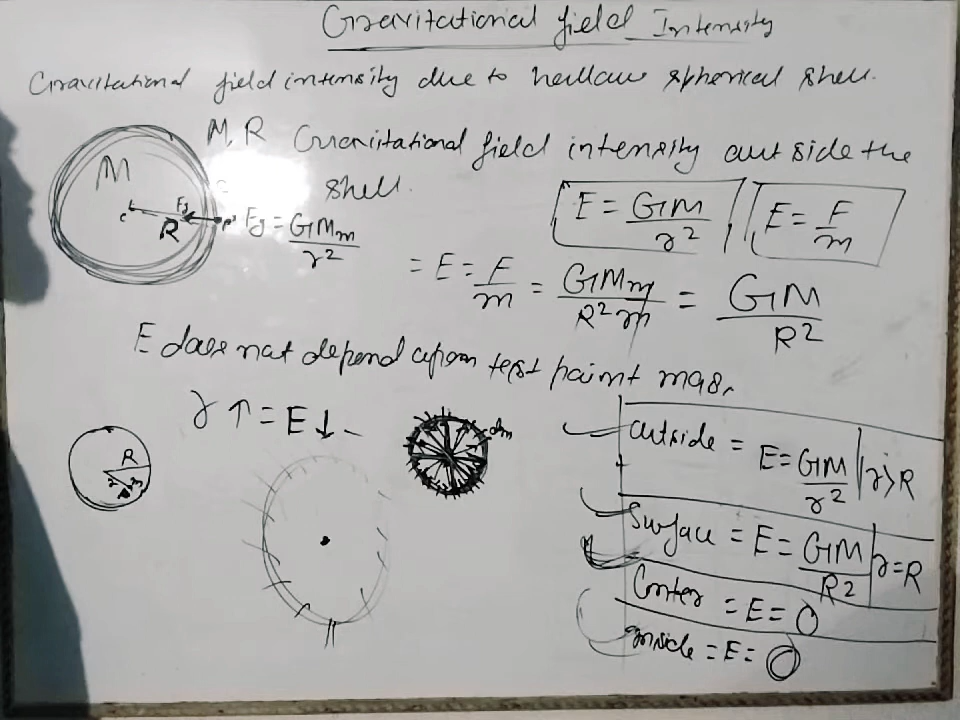 Gravitational field Intensity
Gravitational field intensity due to hallow spherical shell.
M, R Gravitational field intensity out side the
shell.
M
R
Fg
Fg = GMm / r²
E = GM / r²
E = F / m
= E = F / m = GMm / R²m = GM / R²
E does not depend upon test point mass
r ↑ = E ↓ -
R
r
dm
outside = E = GM / r² | r > R
Surface = E = GM / R² | r = R
Center = E = 0
inside = E = 0